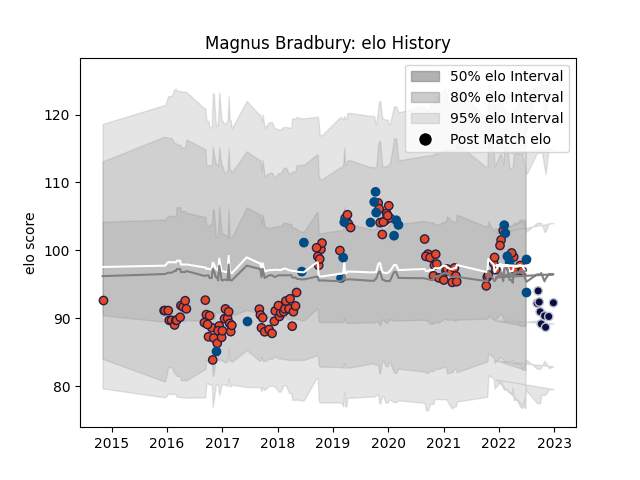 Magnus Bradbury: elo History
50% elo Interval
80% elo Interval
95% elo Interval
Post Match elo
elo score
120
110
100
90
80
2015 2016 2017 2018 2019 2020 2021 2022 2023